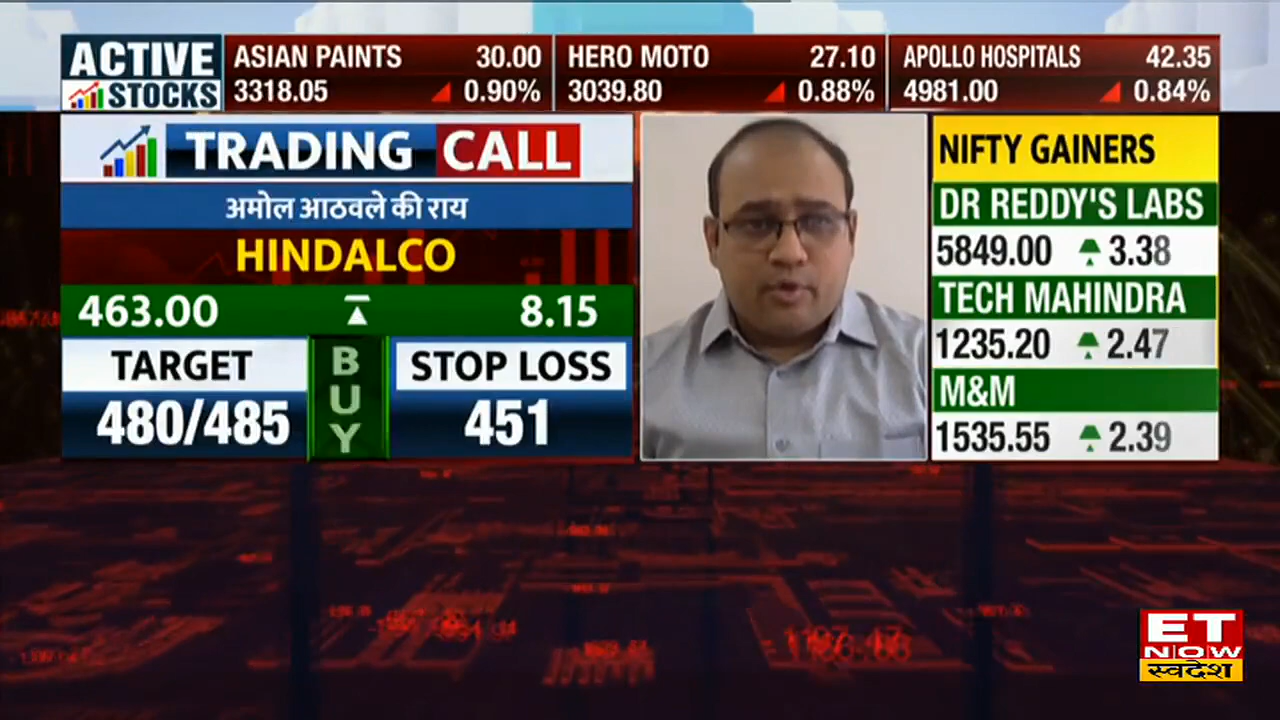 ACTIVE
STOCKS
ASIAN PAINTS 30.00
3318.05 0.90%
HERO MOTO 27.10
3039.80 0.88%
APOLLO HOSPITALS 42.35
4981.00 0.84%
TRADING CALL
अमोल आठवले की राय
HINDALCO
463.00 8.15
TARGET
480/485
BUY
STOP LOSS
451
NIFTY GAINERS
DR REDDY'S LABS
5849.00 3.38
TECH MAHINDRA
1235.20 2.47
M&M
1535.55 2.39
ET
NOW
स्वदेश